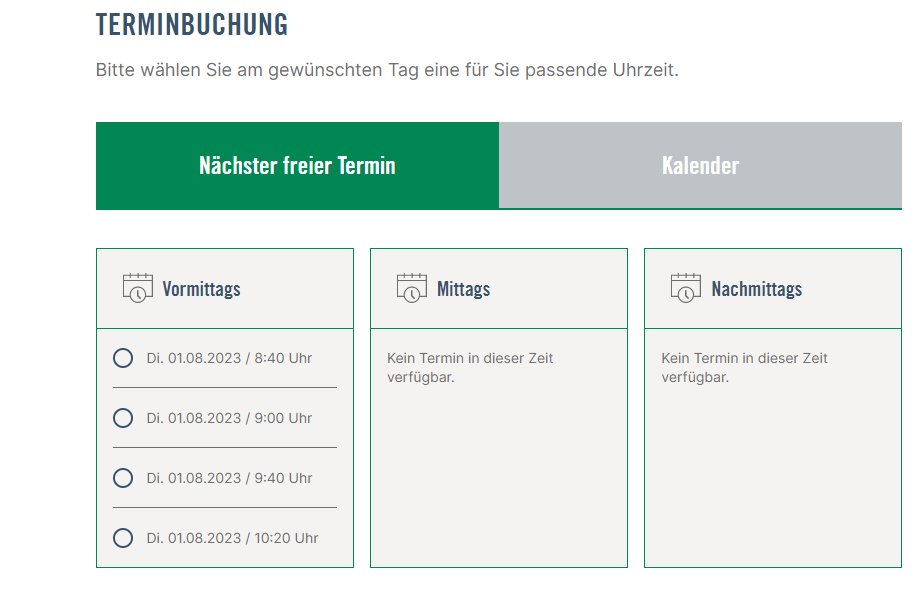 TERMINBUCHUNG
Bitte wählen Sie am gewünschten Tag eine für Sie passende Uhrzeit.
Nächster freier Termin
Kalender
Vormittags
Di. 01.08.2023 / 8:40 Uhr
Di. 01.08.2023 / 9:00 Uhr
Di. 01.08.2023 / 9:40 Uhr
Di. 01.08.2023 / 10:20 Uhr
Mittags
Kein Termin in dieser Zeit
verfügbar.
Nachmittags
Kein Termin in dieser Zeit
verfügbar.